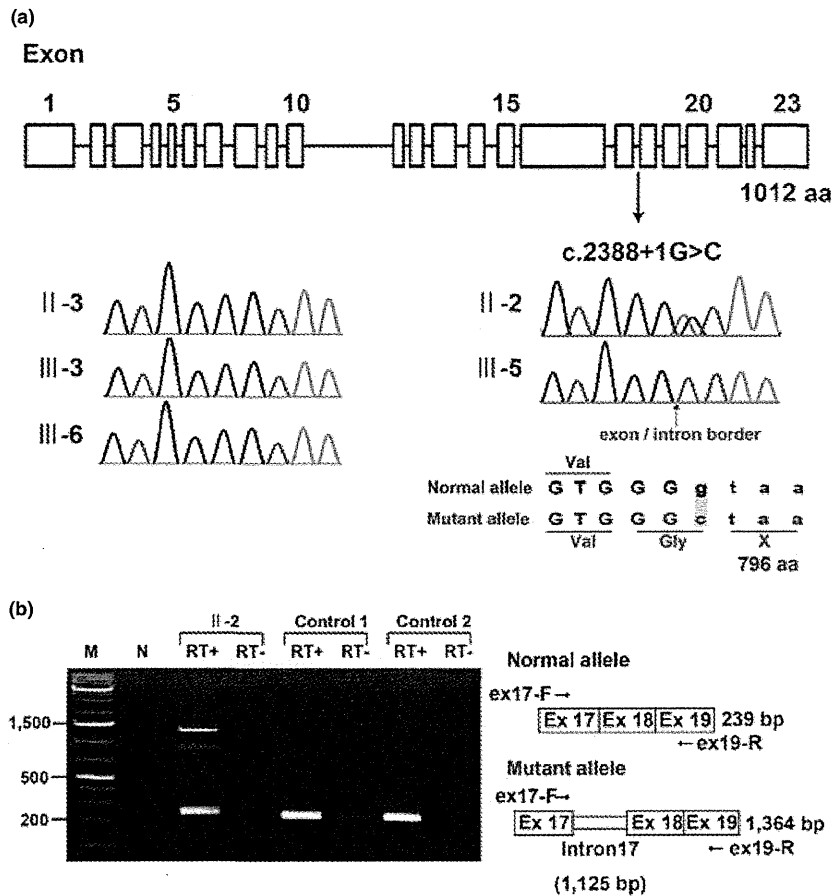 (a)
Exon
1 5 10 15 20 23
1012 aa
c.2388+1G>C
II-3
III-3
III-6
II-2
III-5
exon / intron border
Val
Normal allele G T G G G g t a a
Mutant allele G T G G G c t a a
Val Gly X
796 aa
(b)
II-2 Control 1 Control 2
M N RT+ RT- RT+ RT- RT+ RT-
1,500
500
200
Normal allele
ex17-F→
Ex 17 Ex 18 Ex 19 239 bp
←ex19-R
Mutant allele
ex17-F→
Ex 17 Ex 18 Ex 19 1,364 bp
Intron17 ←ex19-R
(1,125 bp)